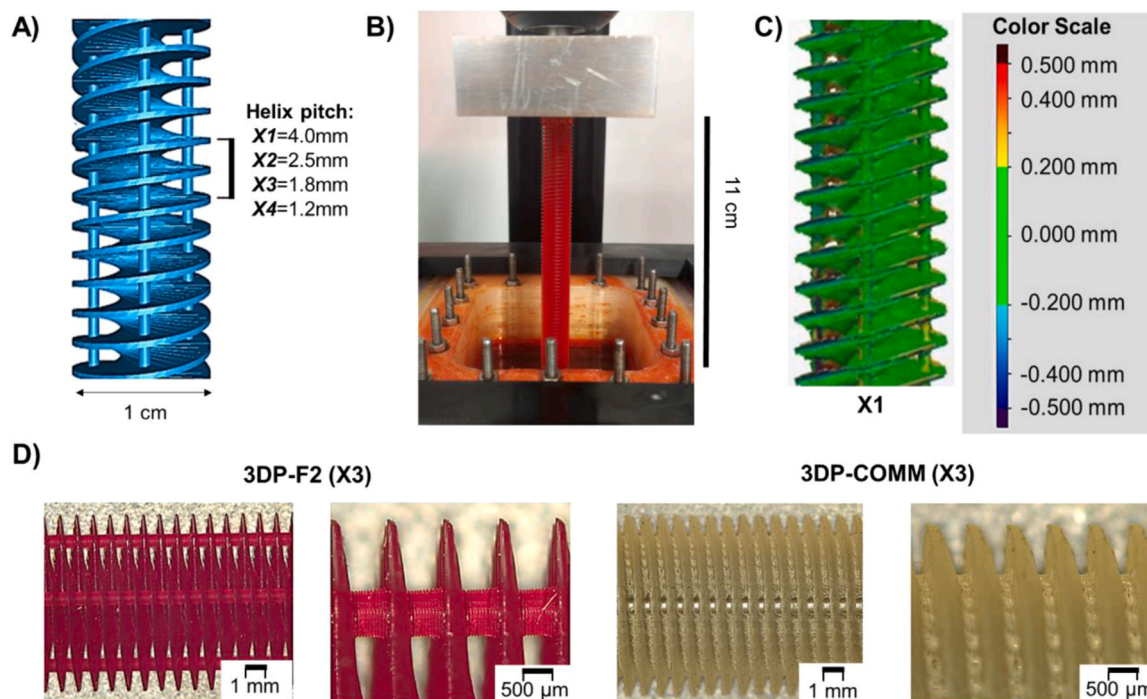 A)
Helix pitch:
X1=4.0mm
X2=2.5mm
X3=1.8mm
X4=1.2mm
1 cm
B)
11 cm
C)
X1
Color Scale
0.500 mm
0.400 mm
0.200 mm
0.000 mm
-0.200 mm
-0.400 mm
-0.500 mm
D)
3DP-F2 (X3)
3DP-COMM (X3)
1 mm
500 µm
1 mm
500 µm